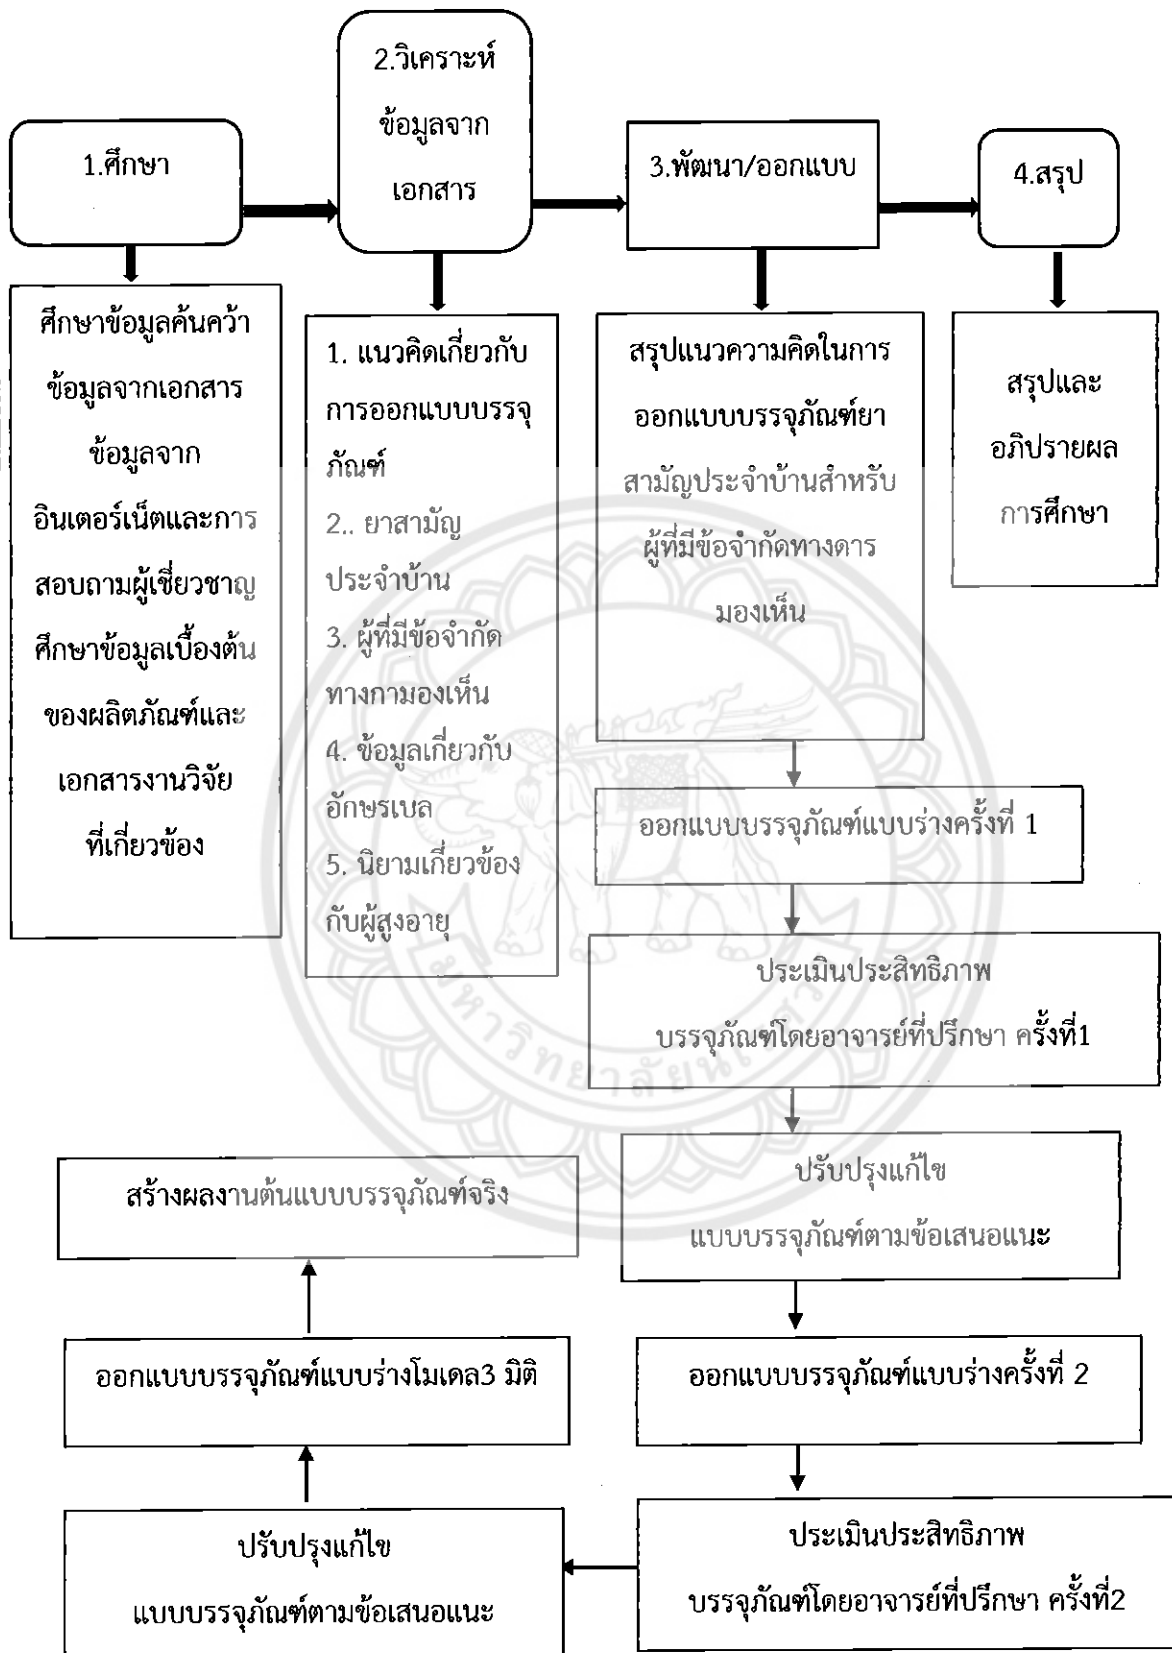 1.ศึกษา
2.วิเคราะห์
ข้อมูลจาก
เอกสาร
3.พัฒนา/ออกแบบ
4.สรุป
ศึกษาข้อมูลค้นคว้า
ข้อมูลจากเอกสาร
ข้อมูลจาก
อินเตอร์เน็ตและการ
สอบถามผู้เชี่ยวชาญ
ศึกษาข้อมูลเบื้องต้น
ของผลิตภัณฑ์และ
เอกสารงานวิจัย
ที่เกี่ยวข้อง
1. แนวคิดเกี่ยวกับ
การออกแบบบรรจุ
ภัณฑ์
2.. ยาสามัญ
ประจำบ้าน
3. ผู้ที่มีข้อจำกัด
ทางกามองเห็น
4. ข้อมูลเกี่ยวกับ
อักษรเบล
5. นิยามเกี่ยวข้อง
กับผู้สูงอายุ
สรุปแนวความคิดในการ
ออกแบบบรรจุภัณฑ์ยา
สามัญประจำบ้านสำหรับ
ผู้ที่มีข้อจำกัดทางดาร
มองเห็น
สรุปและ
อภิปรายผล
การศึกษา
ออกแบบบรรจุภัณฑ์แบบร่างครั้งที่ 1
ประเมินประสิทธิภาพ
บรรจุภัณฑ์โดยอาจารย์ที่ปรึกษา ครั้งที่1
ปรับปรุงแก้ไข
แบบบรรจุภัณฑ์ตามข้อเสนอแนะ
ออกแบบบรรจุภัณฑ์แบบร่างครั้งที่ 2
ประเมินประสิทธิภาพ
บรรจุภัณฑ์โดยอาจารย์ที่ปรึกษา ครั้งที่2
ปรับปรุงแก้ไข
แบบบรรจุภัณฑ์ตามข้อเสนอแนะ
ออกแบบบรรจุภัณฑ์แบบร่างโมเดล3 มิติ
สร้างผลงานต้นแบบบรรจุภัณฑ์จริง
มหาวิทยาลัยนเรศวร